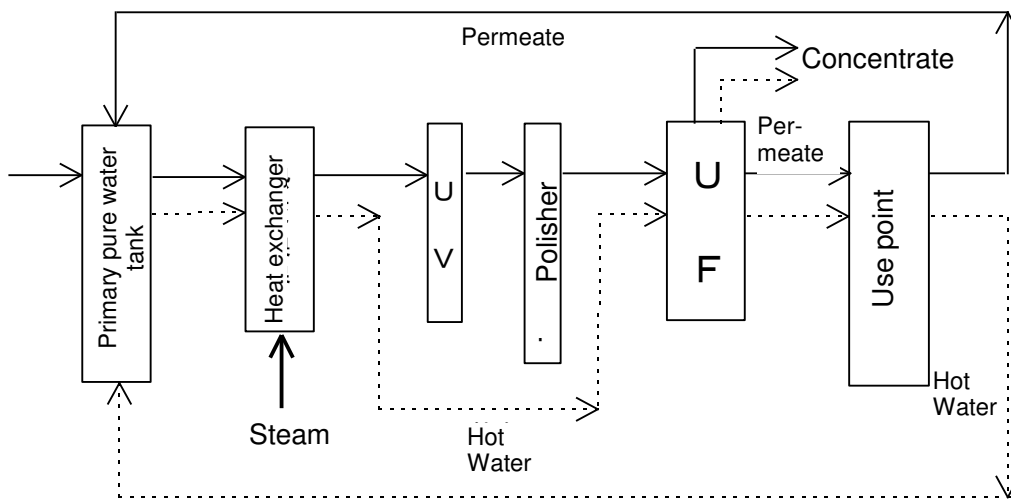 Permeate
Concentrate
Per-
meate
Primary pure water
tank
Heat exchanger
U
V
Polisher
.
U
F
Use point
Steam
Hot
Water
Hot
Water